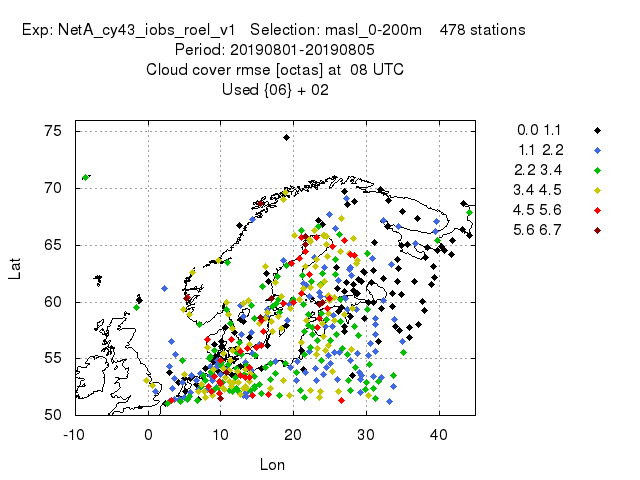 Exp: NetA_cy43_iobs_roel_v1 Selection: masl_0-200m 478 stations
Period: 20190801-20190805
Cloud cover rmse [octas] at 08 UTC
Used {06} + 02
0.0 1.1
1.1 2.2
2.2 3.4
3.4 4.5
4.5 5.6
5.6 6.7
75
70
65
60
55
50
Lat
-10 0 10 20 30 40
Lon